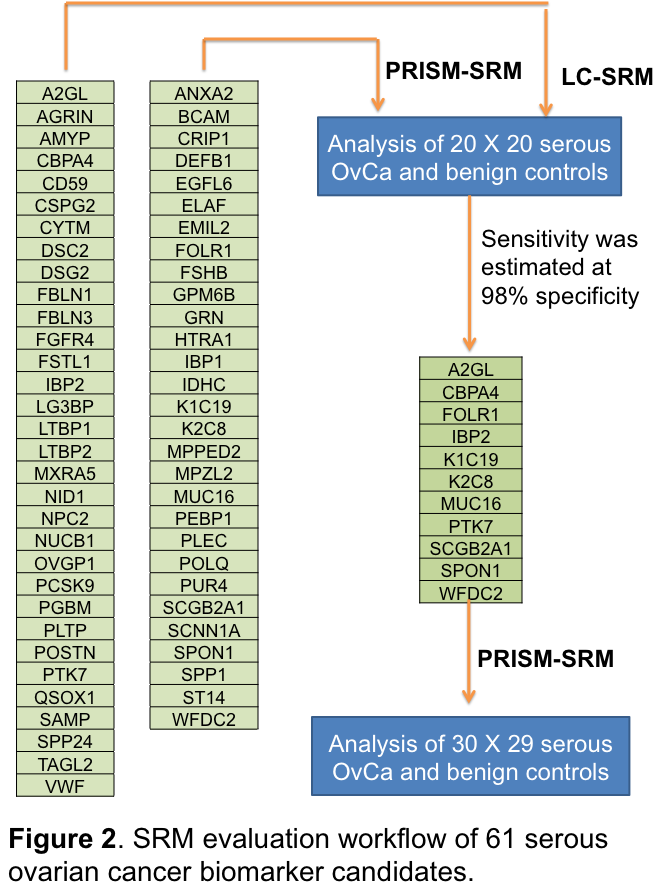 PRISM-SRM
LC-SRM
A2GL
AGRIN
AMYP
CBPA4
CD59
CSPG2
CYTM
DSC2
DSG2
FBLN1
FBLN3
FGFR4
FSTL1
IBP2
LG3BP
LTBP1
LTBP2
MXRA5
NID1
NPC2
NUCB1
OVGP1
PCSK9
PGBM
PLTP
POSTN
PTK7
QSOX1
SAMP
SPP24
TAGL2
VWF
ANXA2
BCAM
CRIP1
DEFB1
EGFL6
ELAF
EMIL2
FOLR1
FSHB
GPM6B
GRN
HTRA1
IBP1
IDHC
K1C19
K2C8
MPPED2
MPZL2
MUC16
PEBP1
PLEC
POLQ
PUR4
SCGB2A1
SCNN1A
SPON1
SPP1
ST14
WFDC2
Analysis of 20 X 20 serous
OvCa and benign controls
Sensitivity was
estimated at
98% specificity
A2GL
CBPA4
FOLR1
IBP2
K1C19
K2C8
MUC16
PTK7
SCGB2A1
SPON1
WFDC2
PRISM-SRM
Analysis of 30 X 29 serous
OvCa and benign controls
Figure 2. SRM evaluation workflow of 61 serous
ovarian cancer biomarker candidates.